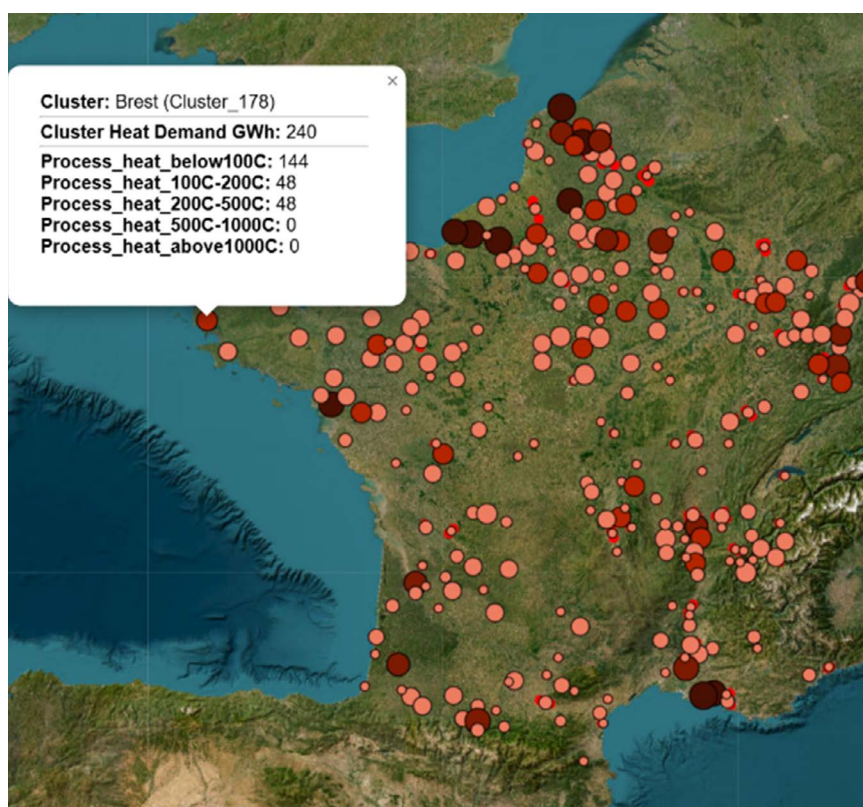 ×
Cluster: Brest (Cluster_178)
Cluster Heat Demand GWh: 240
Process_heat_below100C: 144
Process_heat_100C-200C: 48
Process_heat_200C-500C: 48
Process_heat_500C-1000C: 0
Process_heat_above1000C: 0